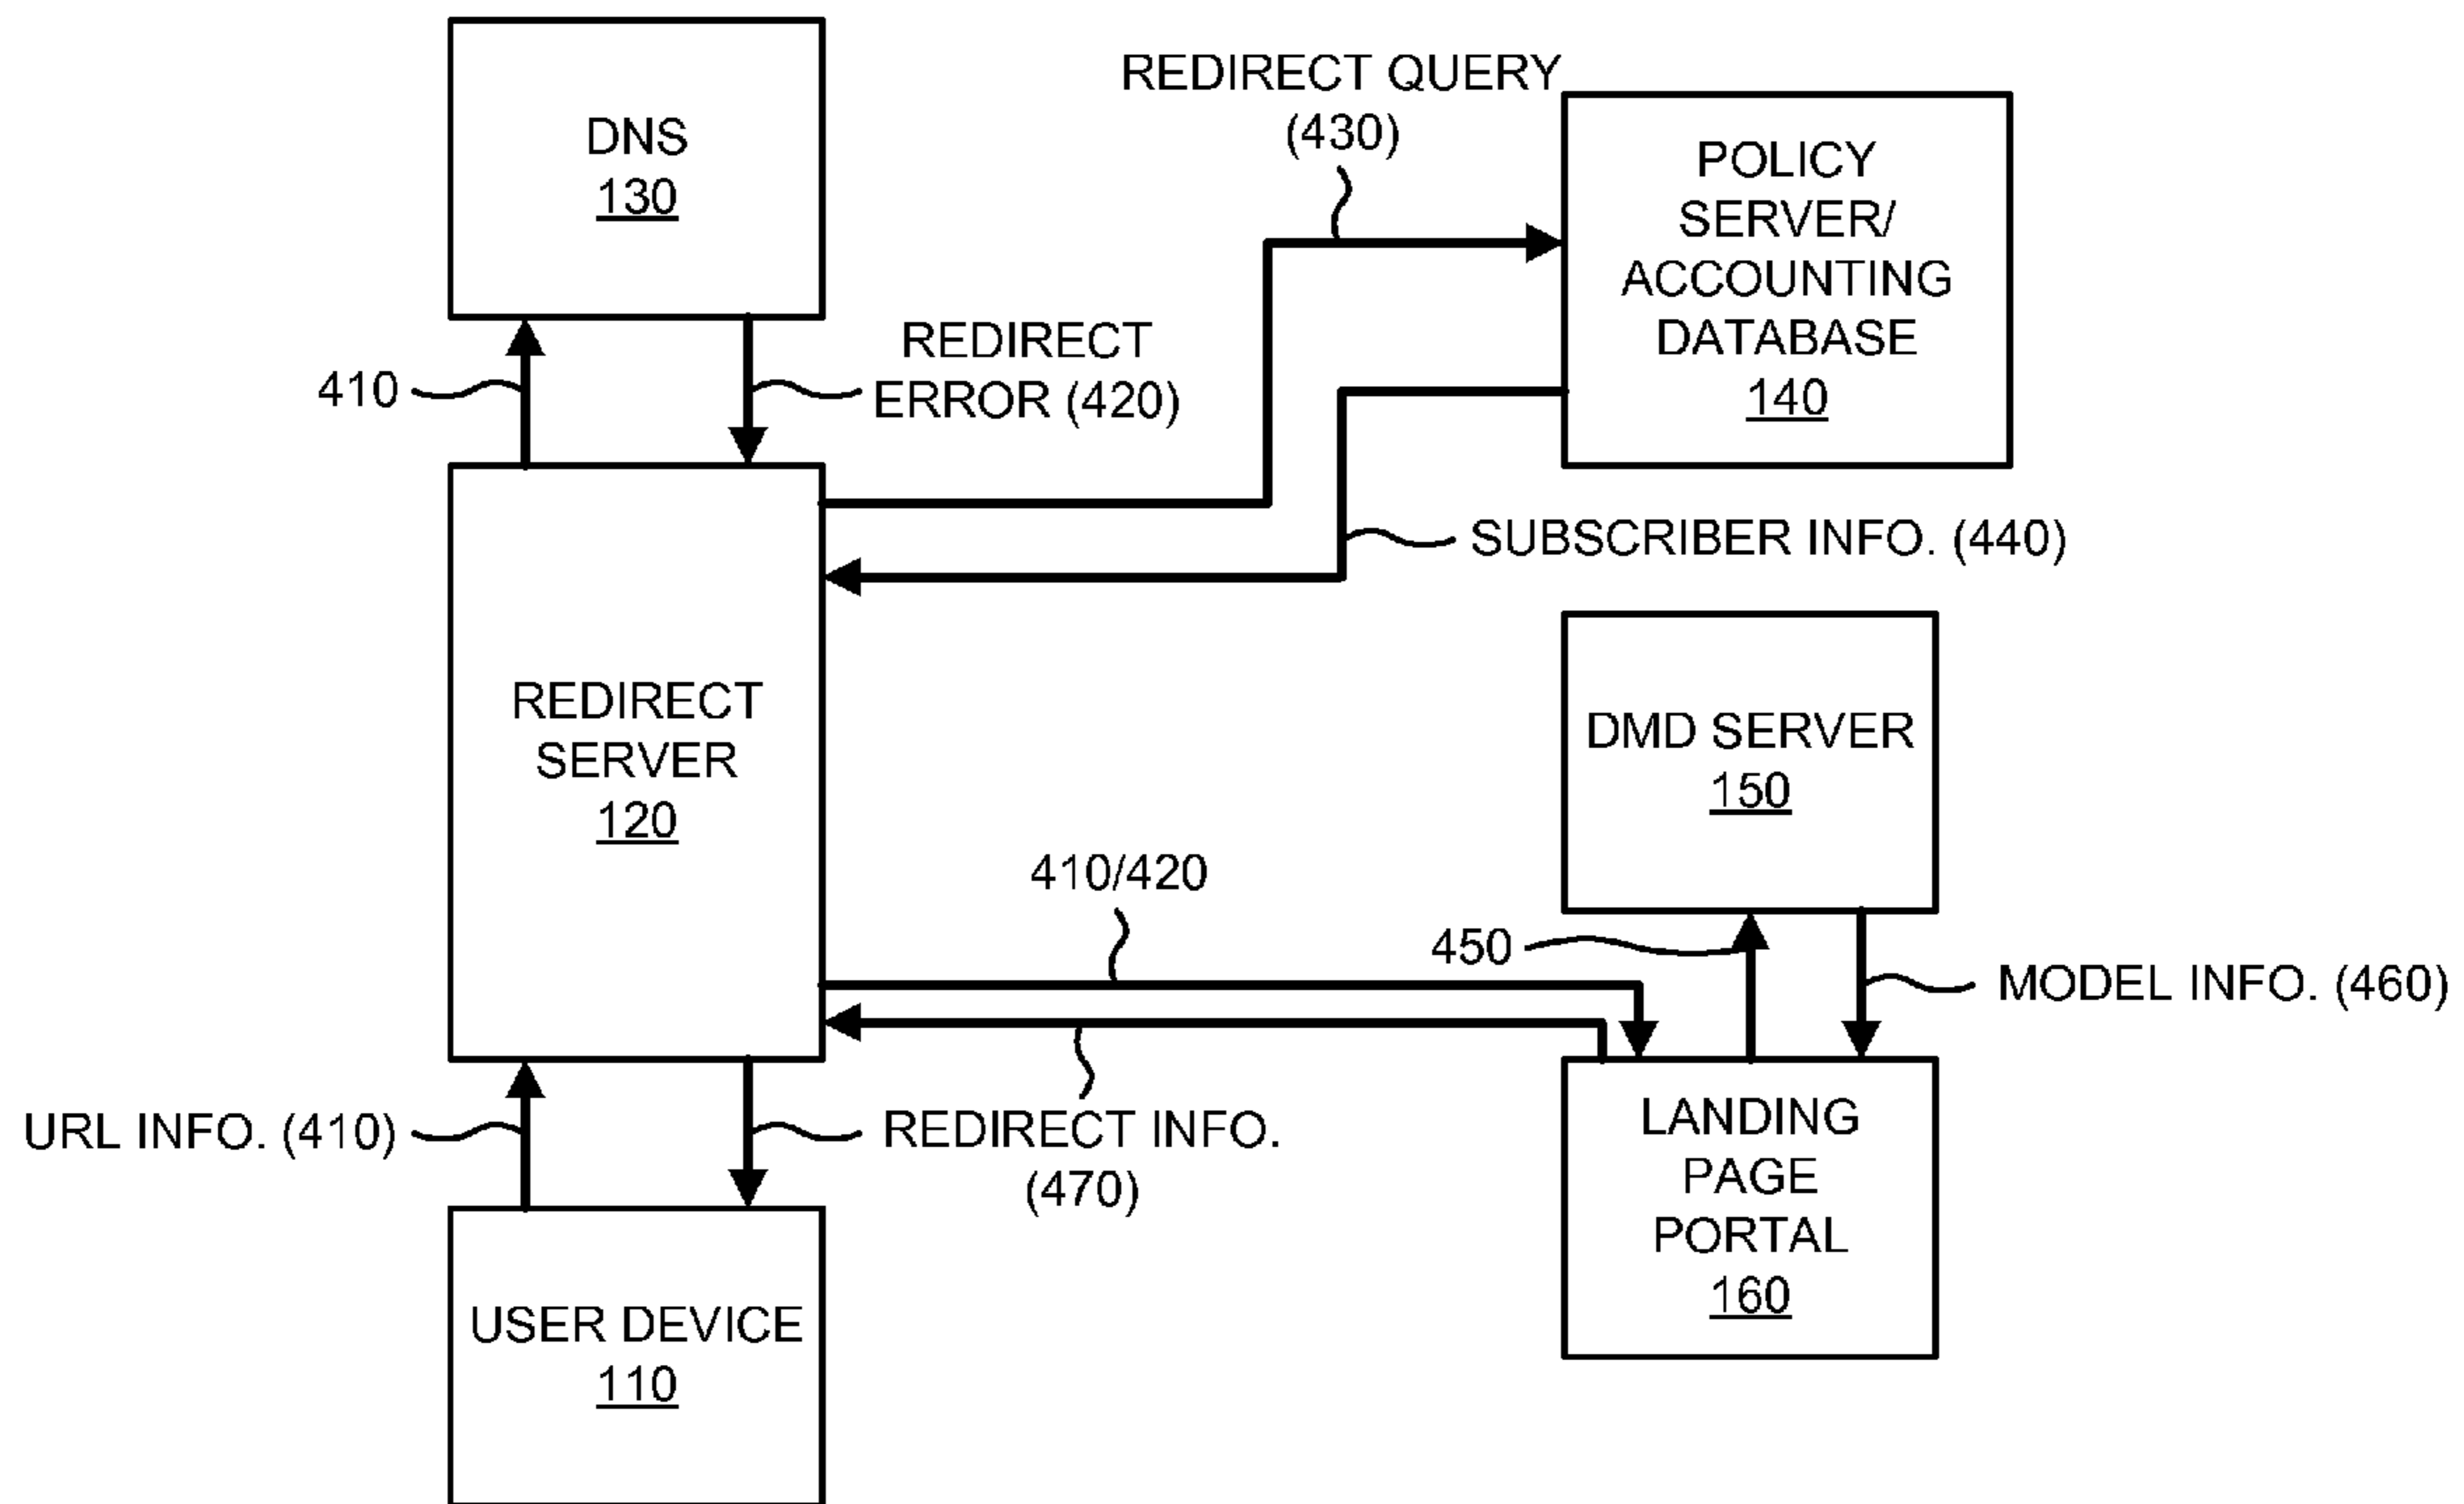 DNS
130
REDIRECT QUERY
(430)
POLICY
SERVER/
ACCOUNTING
DATABASE
140
410
REDIRECT
ERROR (420)
SUBSCRIBER INFO. (440)
REDIRECT
SERVER
120
DMD SERVER
150
410/420
450
MODEL INFO. (460)
URL INFO. (410)
REDIRECT INFO.
(470)
LANDING
PAGE
PORTAL
160
USER DEVICE
110